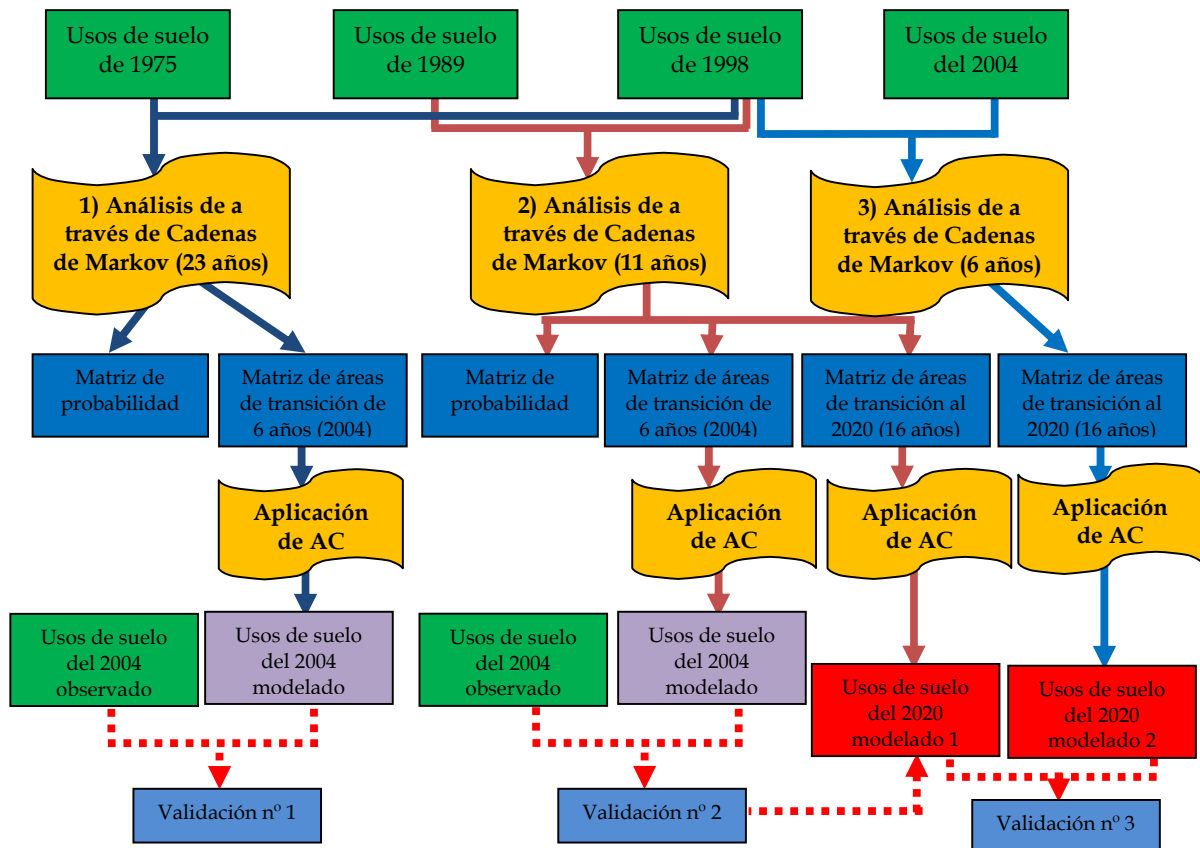 Usos de suelo
de 1975
Usos de suelo
de 1989
Usos de suelo
de 1998
Usos de suelo
del 2004
1) Análisis de a
través de Cadenas
de Markov (23 años)
2) Análisis de a
través de Cadenas
de Markov (11 años)
3) Análisis de a
través de Cadenas
de Markov (6 años)
Matriz de
probabilidad
Matriz de áreas
de transición de
6 años (2004)
Matriz de
probabilidad
Matriz de áreas
de transición de
6 años (2004)
Matriz de áreas
de transición al
2020 (16 años)
Matriz de áreas
de transición al
2020 (16 años)
Aplicación
de AC
Aplicación
de AC
Aplicación
de AC
Aplicación
de AC
Usos de suelo
del 2004
observado
Usos de suelo
del 2004
modelado
Usos de suelo
del 2004
observado
Usos de suelo
del 2004
modelado
Usos de suelo
del 2020
modelado 1
Usos de suelo
del 2020
modelado 2
Validación nº 1
Validación nº 2
Validación nº 3